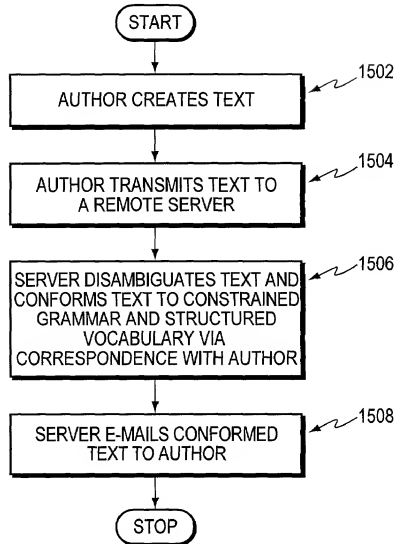 START
1502
AUTHOR CREATES TEXT
1504
AUTHOR TRANSMITS TEXT TO
A REMOTE SERVER
1506
SERVER DISAMBIGUATES TEXT AND
CONFORMS TEXT TO CONSTRAINED
GRAMMAR AND STRUCTURED
VOCABULARY VIA
CORRESPONDENCE WITH AUTHOR
1508
SERVER E-MAILS CONFORMED
TEXT TO AUTHOR
STOP